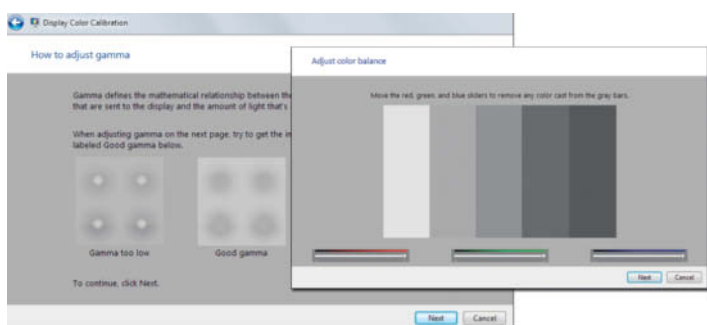 Display Color Calibration
How to adjust gamma
Gamma defines the mathematical relationship between the
that are sent to the display and the amount of light that's
When adjusting gamma on the next page, try to get the
labeled Good gamma below.
Gamma too low
Good gamma
To continue, click Next.
Next
Cancel
Adjust color balance
Move the red, green, and blue sliders to remove any color cast from the gray bars.
Next
Cancel